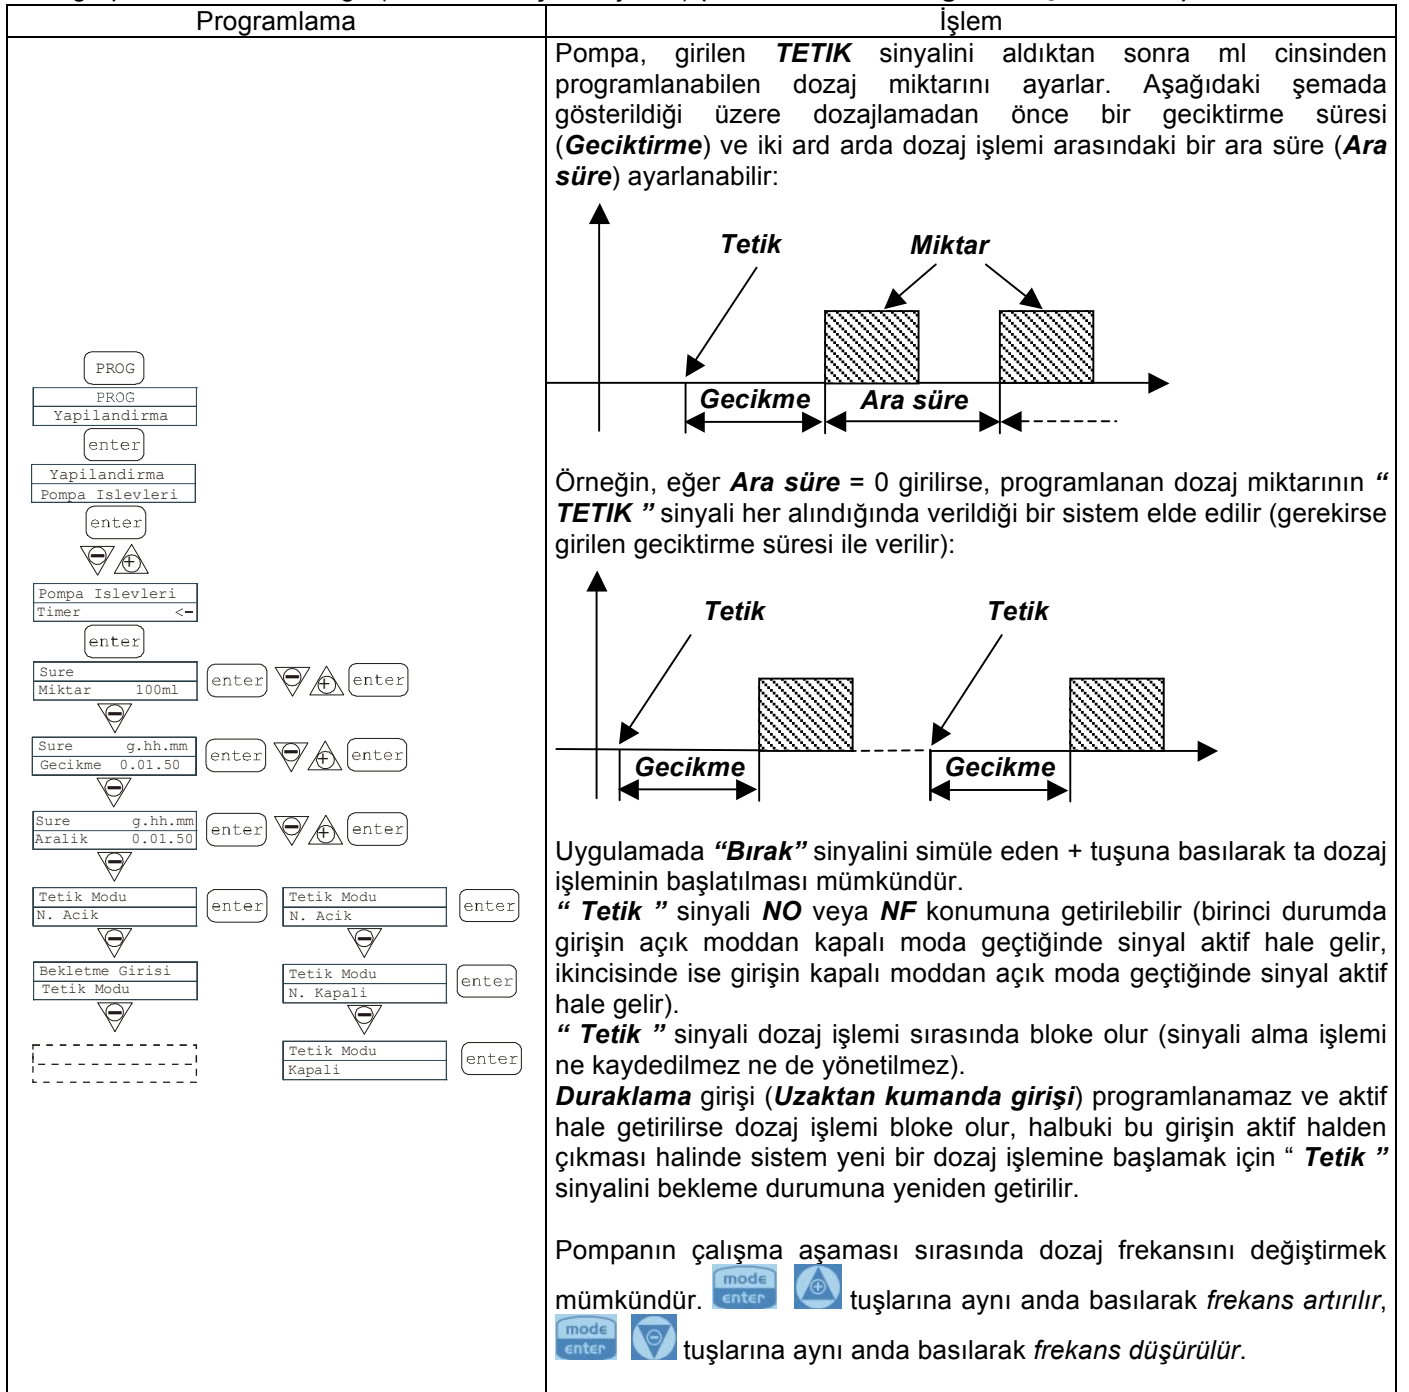 Programlama
İşlem
PROG
PROG
Yapilandirma
enter
Yapilandirma
Pompa Islevleri
enter
Pompa Islevleri
Timer <-
enter
Sure
Miktar 100ml
enter enter
Sure g.hh.mm
Gecikme 0.01.50
enter enter
Sure g.hh.mm
Aralik 0.01.50
enter enter
Tetik Modu
N. Acik
enter
Tetik Modu
N. Acik
enter
Bekletme Girisi
Tetik Modu
Tetik Modu
N. Kapali
enter
Tetik Modu
Kapali
enter
Pompa, girilen TETIK sinyalini aldıktan sonra ml cinsinden
programlanabilen dozaj miktarını ayarlar. Aşağıdaki şemada
gösterildiği üzere dozajlamadan önce bir geciktirme süresi
(Geciktirme) ve iki ard arda dozaj işlemi arasındaki bir ara süre (Ara
süre) ayarlanabilir:
Tetik Miktar
Gecikme Ara süre
Örneğin, eğer Ara süre = 0 girilirse, programlanan dozaj miktarının “
TETIK ” sinyali her alındığında verildiği bir sistem elde edilir (gerekirse
girilen geciktirme süresi ile verilir):
Tetik Tetik
Gecikme Gecikme
Uygulamada “Bırak” sinyalini simüle eden + tuşuna basılarak ta dozaj
işleminin başlatılması mümkündür.
“ Tetik ” sinyali NO veya NF konumuna getirilebilir (birinci durumda
girişin açık moddan kapalı moda geçtiğinde sinyal aktif hale gelir,
ikincisinde ise girişin kapalı moddan açık moda geçtiğinde sinyal aktif
hale gelir).
“ Tetik ” sinyali dozaj işlemi sırasında bloke olur (sinyali alma işlemi
ne kaydedilmez ne de yönetilmez).
Duraklama girişi (Uzaktan kumanda girişi) programlanamaz ve aktif
hale getirilirse dozaj işlemi bloke olur, halbuki bu girişin aktif halden
çıkması halinde sistem yeni bir dozaj işlemine başlamak için “ Tetik ”
sinyalini bekleme durumuna yeniden getirilir.
Pompanın çalışma aşaması sırasında dozaj frekansını değiştirmek
mümkündür. mode enter tuşlarına aynı anda basılarak frekans artırılır,
mode enter tuşlarına aynı anda basılarak frekans düşürülür.